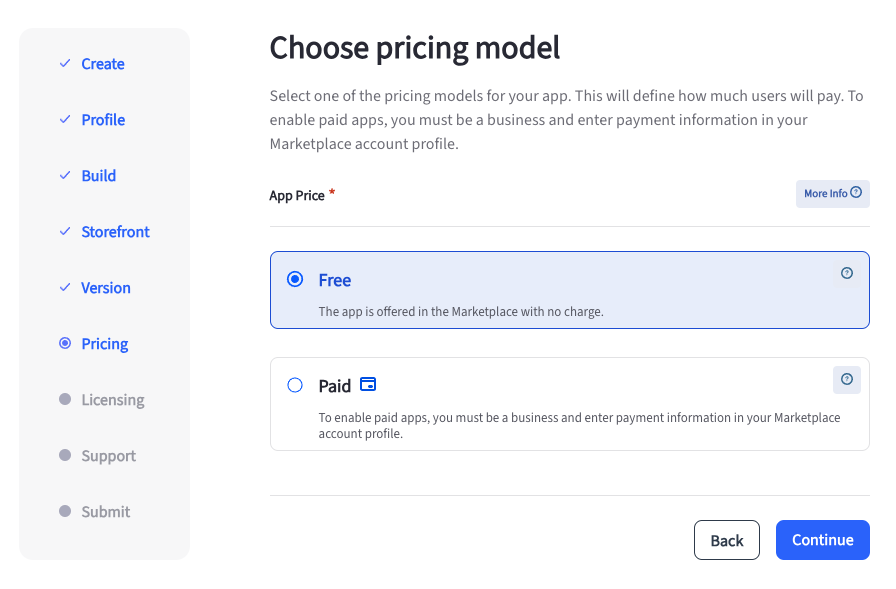 Create
Profile
Build
Storefront
Version
Pricing
Licensing
Support
Submit
Choose pricing model
Select one of the pricing models for your app. This will define how much users will pay. To
enable paid apps, you must be a business and enter payment information in your
Marketplace account profile.
App Price *
More Info ?
Free
?
The app is offered in the Marketplace with no charge.
Paid
?
To enable paid apps, you must be a business and enter payment information in your Marketplace
account profile.
Back
Continue